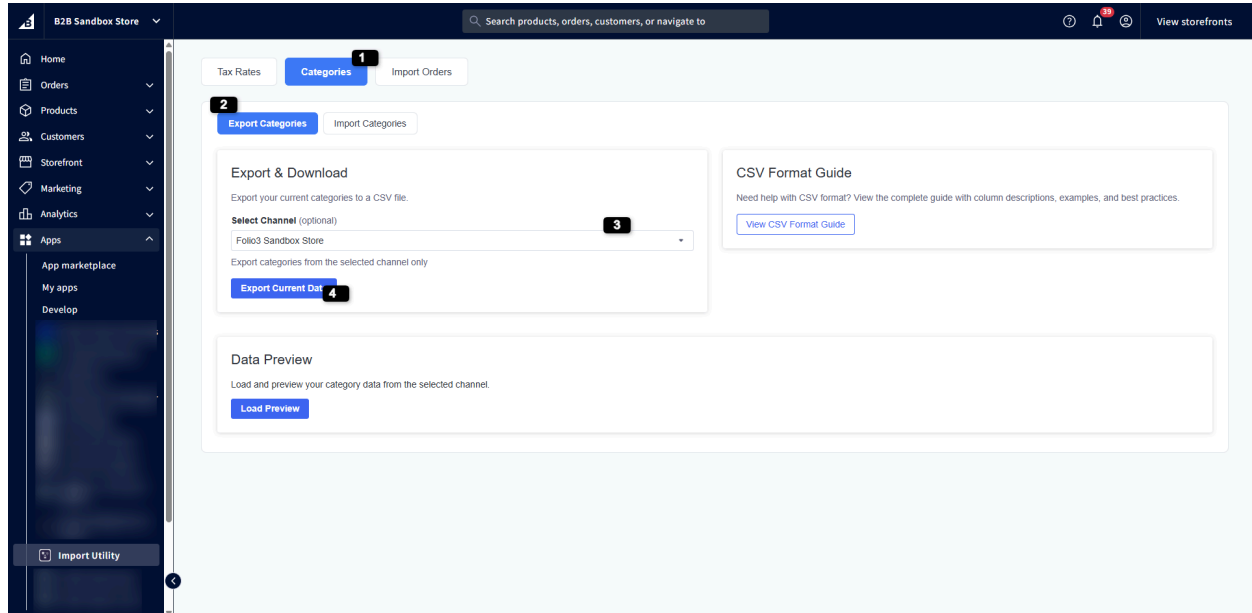 B2B Sandbox Store
Search products, orders, customers, or navigate to
39
View storefronts
Home
Orders
Products
Customers
Storefront
Marketing
Analytics
Apps
App marketplace
My apps
Develop
Import Utility
1
Tax Rates
Categories
Import Orders
2
Export Categories
Import Categories
Export & Download
Export your current categories to a CSV file.
Select Channel (optional)
3
Folio3 Sandbox Store
Export categories from the selected channel only
Export Current Dat
4
CSV Format Guide
Need help with CSV format? View the complete guide with column descriptions, examples, and best practices.
View CSV Format Guide
Data Preview
Load and preview your category data from the selected channel.
Load Preview